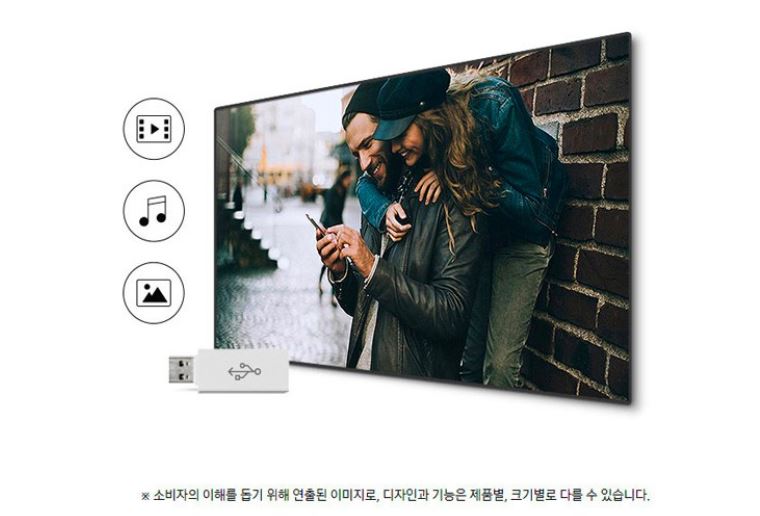 ※ 소비자의 이해를 돕기 위해 연출된 이미지로, 디자인과 기능은 제품별, 크기별로 다를 수 있습니다.